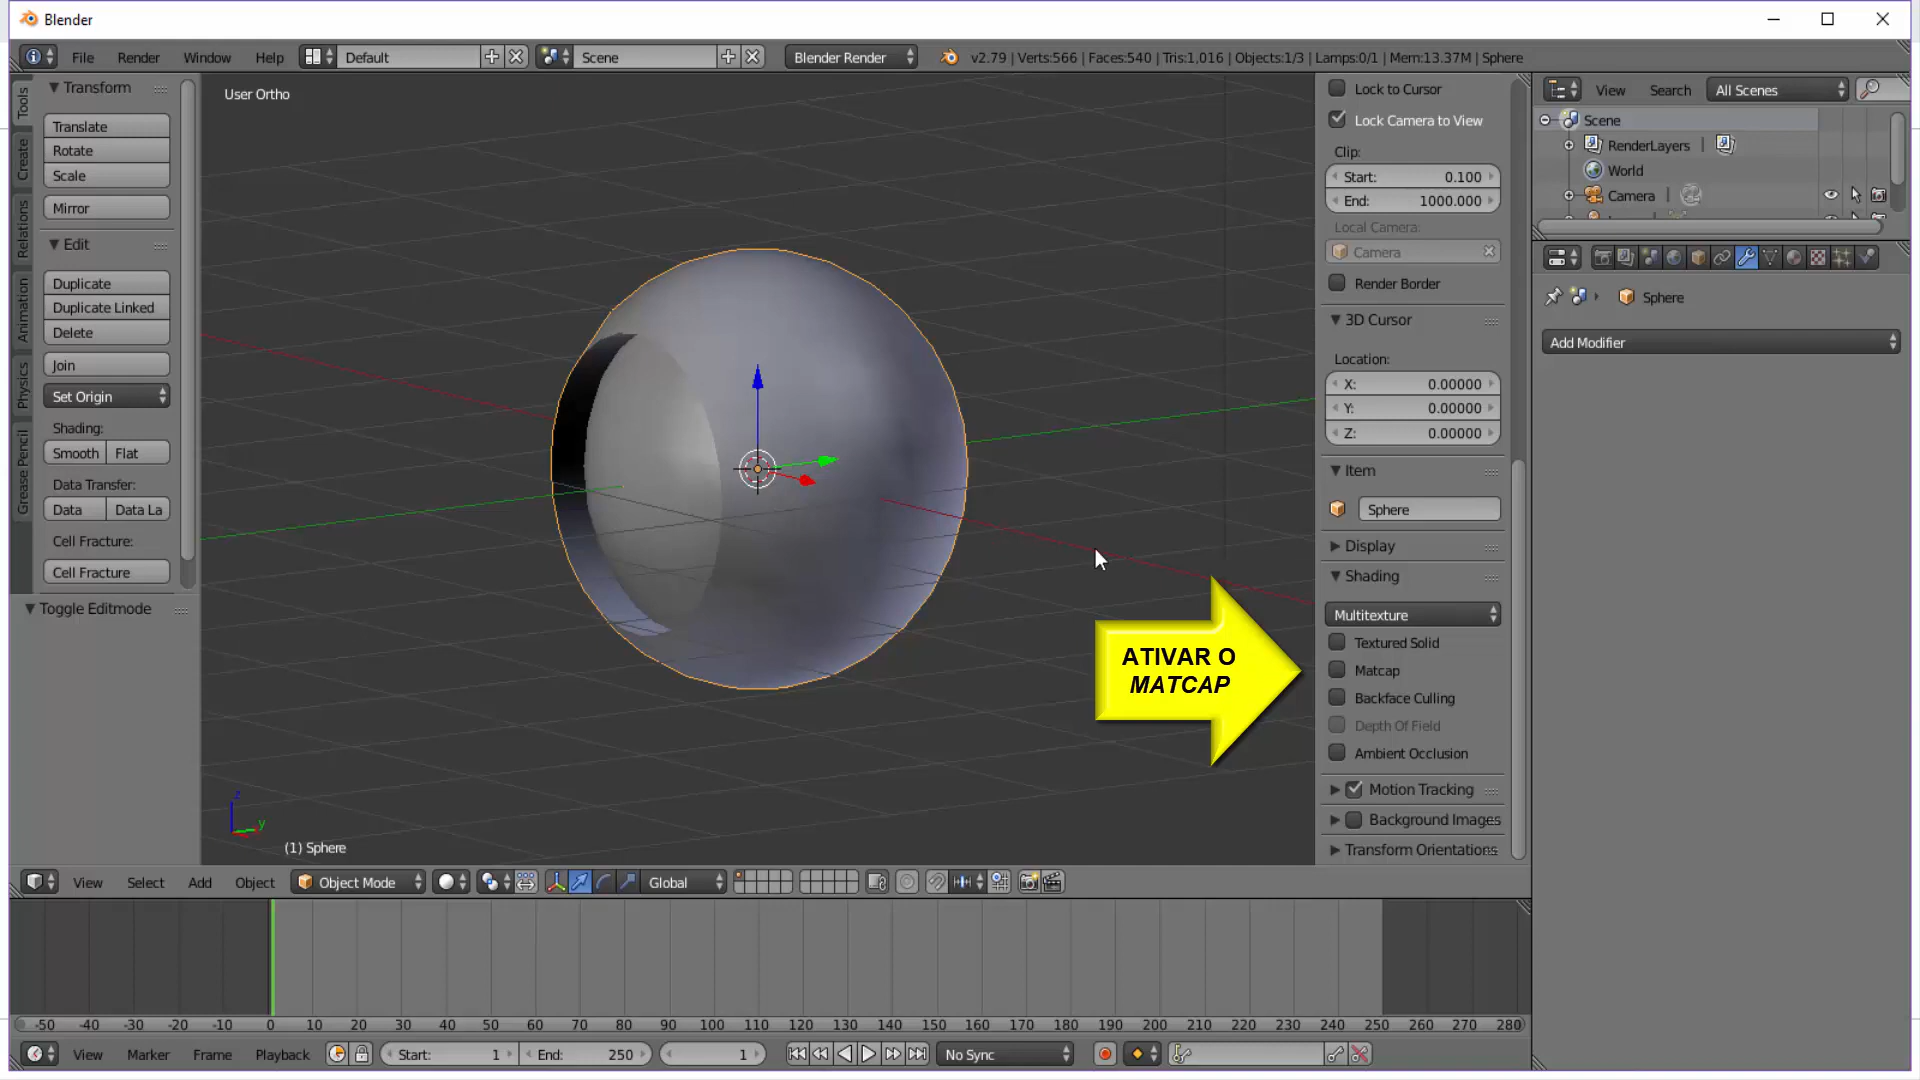 Blender
File Render Window Help Default Scene Blender Render v2.79 | Verts:566 | Faces:540 | Tris:1,016 | Objects:1/3 | Lamps:0/1 | Mem:13.37M | Sphere
Tools
Create
Relations
Animation
Physics
Grease Pencil
Transform
Translate
Rotate
Scale
Mirror
Edit
Duplicate
Duplicate Linked
Delete
Join
Set Origin
Shading:
Smooth Flat
Data Transfer:
Data Data La
Cell Fracture:
Cell Fracture
Toggle Editmode
User Ortho
z
y
(1) Sphere
ATIVAR O
MATCAP
Lock to Cursor
Lock Camera to View
Clip:
Start: 0.100
End: 1000.000
Local Camera:
Camera
Render Border
3D Cursor
Location:
X: 0.00000
Y: 0.00000
Z: 0.00000
Item
Sphere
Display
Shading
Multitexture
Textured Solid
Matcap
Backface Culling
Depth Of Field
Ambient Occlusion
Motion Tracking
Background Images
Transform Orientations
View Search All Scenes
Scene
RenderLayers
World
Camera
Sphere
Add Modifier
View Select Add Object Object Mode Global
-50 -40 -30 -20 -10 0 10 20 30 40 50 60 70 80 90 100 110 120 130 140 150 160 170 180 190 200 210 220 230 240 250 260 270 280
View Marker Frame Playback Start: 1 End: 250 1 No Sync